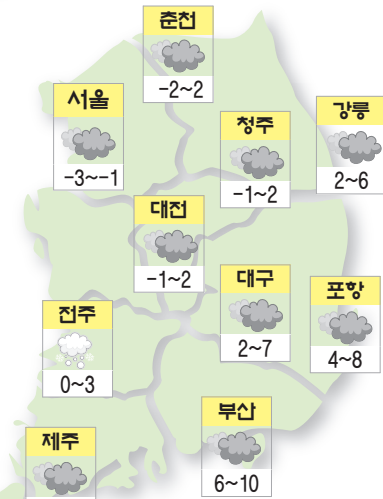 춘천
-2~2
서울
-3~-1
청주
-1~2
강릉
2~6
대전
-1~2
대구
2~7
포항
4~8
전주
0~3
부산
6~10
제주